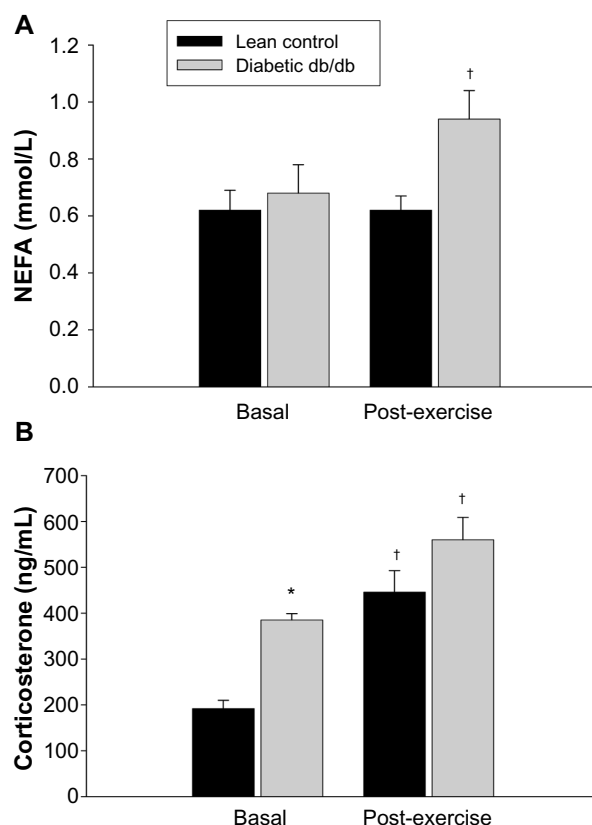 A
Lean control
Diabetic db/db
NEFA (mmol/L)
1.2
1.0
0.8
0.6
0.4
0.2
0.0
†
Basal Post-exercise
B
Corticosterone (ng/mL)
700
600
500
400
300
200
100
0
*
†
†
Basal Post-exercise